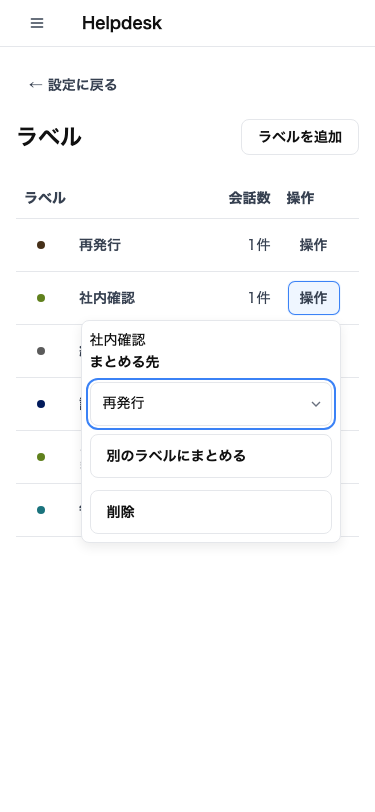 Helpdesk
← 設定に戻る
ラベル
ラベルを追加
ラベル 会話数 操作
再発行 1件 操作
社内確認 1件 操作
社内確認
まとめる先
再発行
別のラベルにまとめる
削除